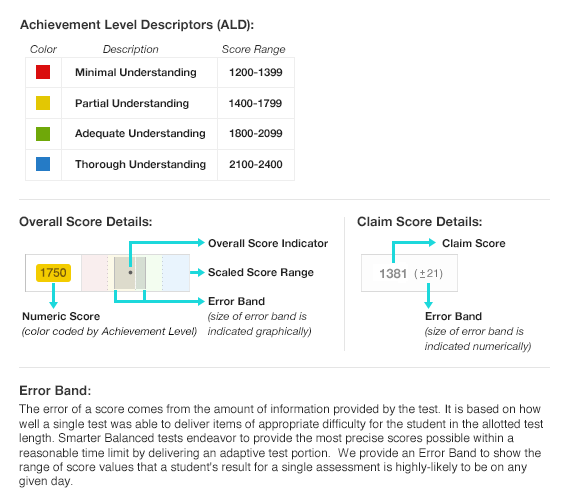 Achievement Level Descriptors (ALD):
Color Description Score Range
Minimal Understanding 1200-1399
Partial Understanding 1400-1799
Adequate Understanding 1800-2099
Thorough Understanding 2100-2400
Overall Score Details:
1750
Overall Score Indicator
Scaled Score Range
Error Band
(size of error band is
indicated graphically)
Numeric Score
(color coded by Achievement Level)
Claim Score Details:
Claim Score
1381 (±21)
Error Band
(size of error band is
indicated numerically)
Error Band:
The error of a score comes from the amount of information provided by the test. It is based on how
well a single test was able to deliver items of appropriate difficulty for the student in the allotted test
length. Smarter Balanced tests endeavor to provide the most precise scores possible within a
reasonable time limit by delivering an adaptive test portion. We provide an Error Band to show the
range of score values that a student's result for a single assessment is highly-likely to be on any
given day.